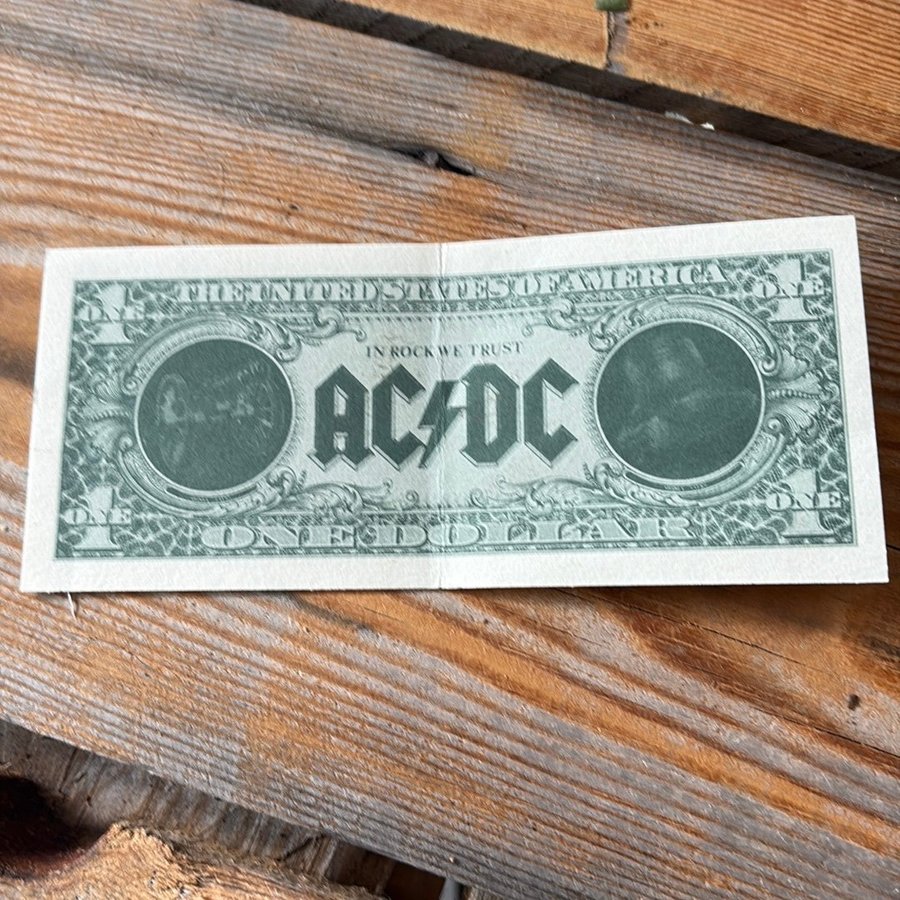 1 ONE THE UNITED STATES OF AMERICA 1 ONE
IN ROCK WE TRUST
AC/DC
1 ONE ONE DOLLAR 1 ONE